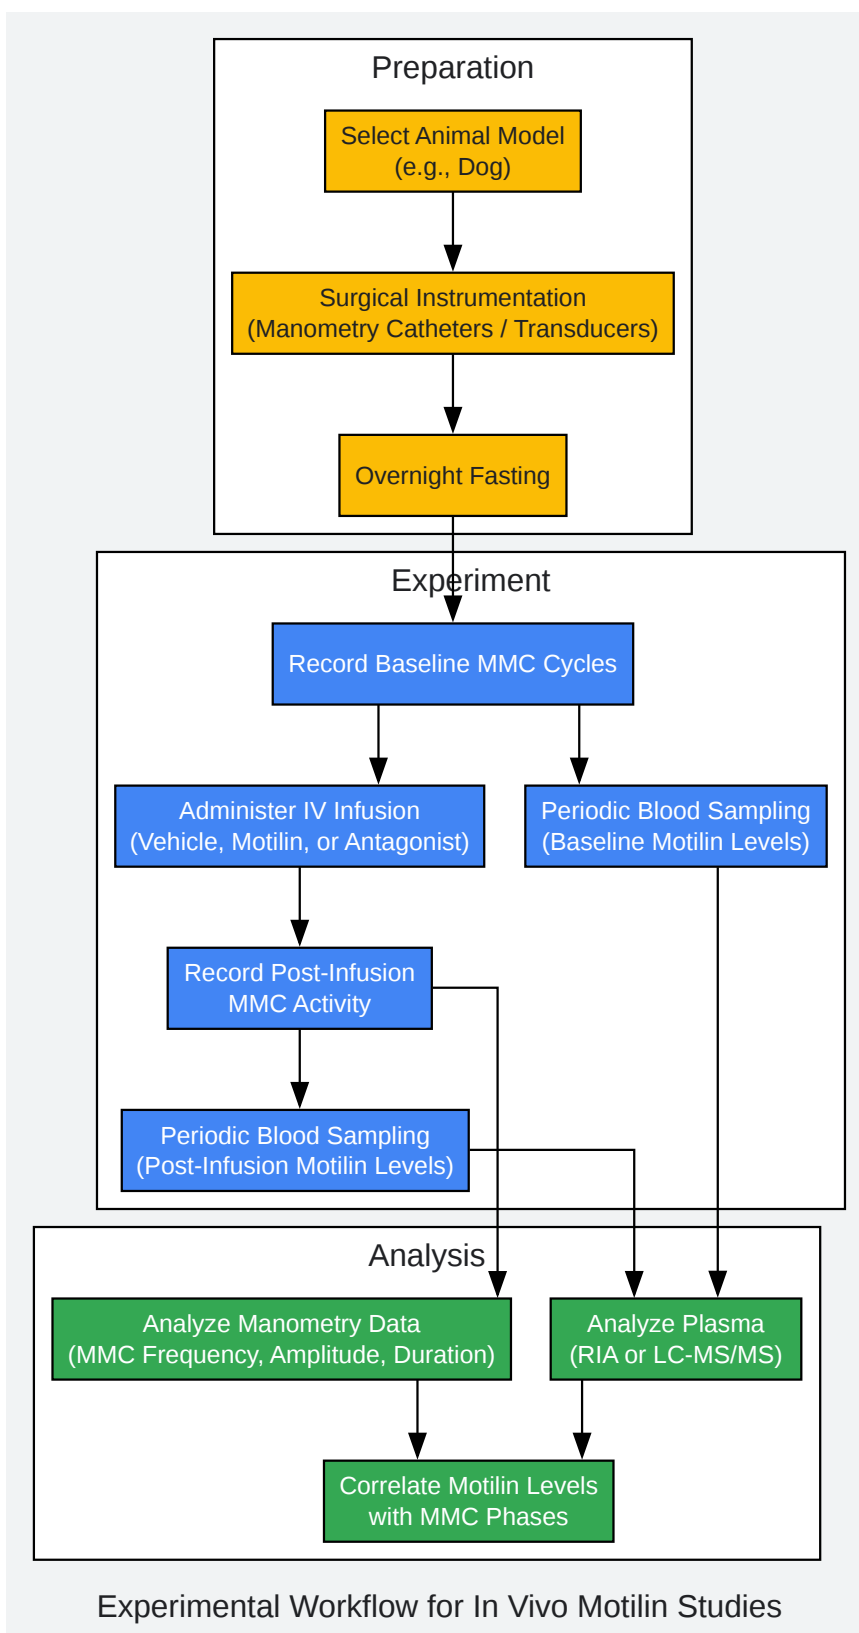 Preparation
Select Animal Model
(e.g., Dog)
Surgical Instrumentation
(Manometry Catheters / Transducers)
Overnight Fasting
Experiment
Record Baseline MMC Cycles
Administer IV Infusion
(Vehicle, Motilin, or Antagonist)
Periodic Blood Sampling
(Baseline Motilin Levels)
Record Post-Infusion
MMC Activity
Periodic Blood Sampling
(Post-Infusion Motilin Levels)
Analysis
Analyze Manometry Data
(MMC Frequency, Amplitude, Duration)
Analyze Plasma
(RIA or LC-MS/MS)
Correlate Motilin Levels
with MMC Phases
Experimental Workflow for In Vivo Motilin Studies